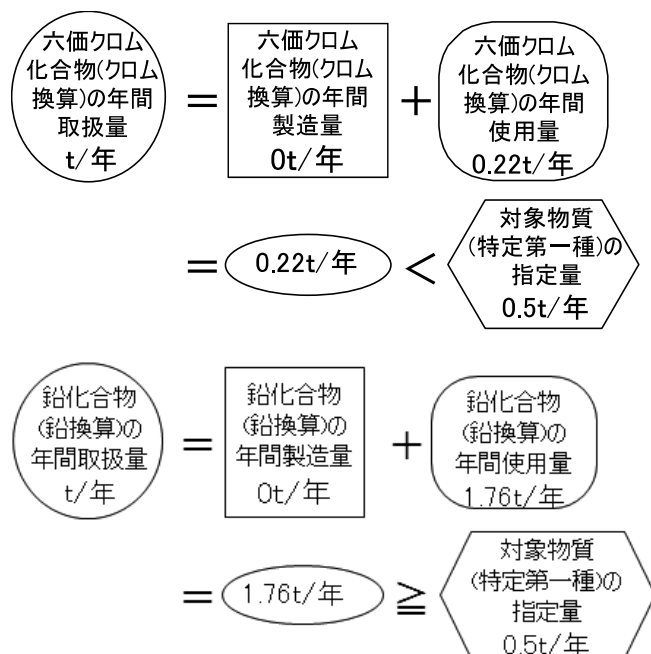 六価クロム
化合物(クロム
換算)の年間
取扱量
t/年
=
六価クロム
化合物(クロム
換算)の年間
製造量
0t/年
+
六価クロム
化合物(クロム
換算)の年間
使用量
0.22t/年
=
0.22t/年
<
対象物質
(特定第一種)の
指定量
0.5t/年
鉛化合物
(鉛換算)の
年間取扱量
t/年
=
鉛化合物
(鉛換算)の
年間製造量
0t/年
+
鉛化合物
(鉛換算)の
年間使用量
1.76t/年
=
1.76t/年
≧
対象物質
(特定第一種)の
指定量
0.5t/年